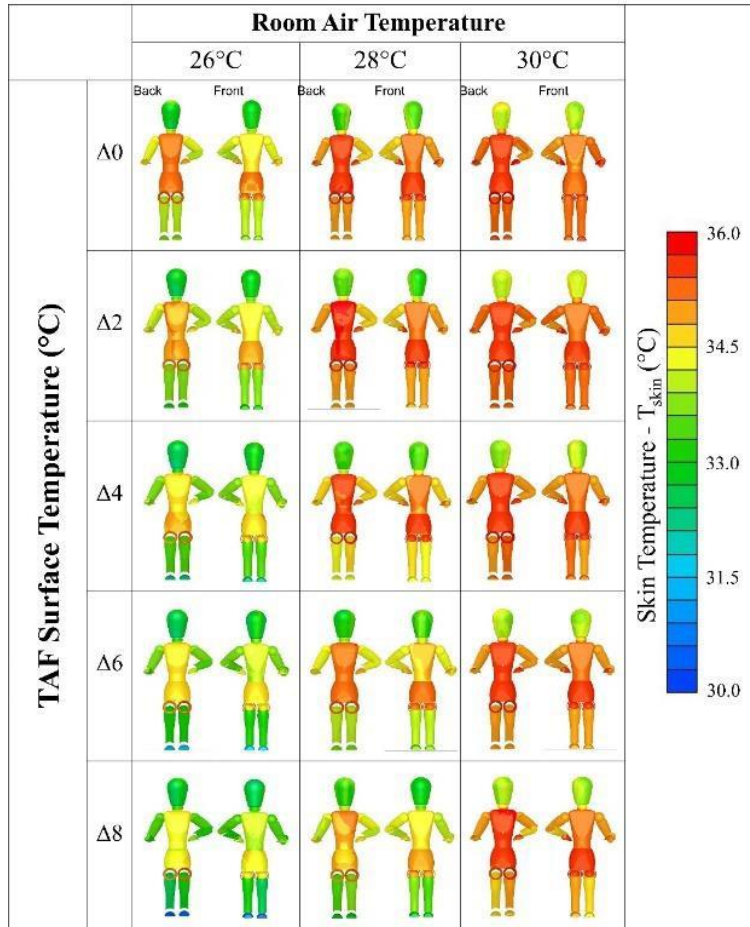 Room Air Temperature
26°C 28°C 30°C
Back Front Back Front Back Front
TAF Surface Temperature (°C)
Δ0
Δ2
Δ4
Δ6
Δ8
36.0
34.5
33.0
31.5
30.0
Skin Temperature - Tskin (°C)